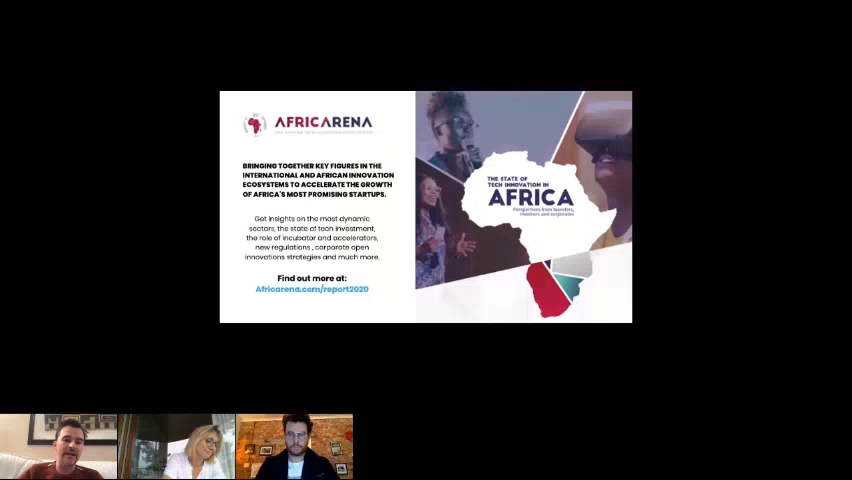 AFRICARENA
BRINGING TOGETHER KEY FIGURES IN THE
INTERNATIONAL AND AFRICAN INNOVATION
ECOSYSTEMS TO ACCELERATE THE GROWTH
OF AFRICA'S MOST PROMISING STARTUPS.
Get insights on the most dynamic
sectors, the state of tech investment,
the role of incubator and accelerators,
new regulations , corporate open
innovations strategies and much more.
Find out more at:
Africarena.com/report2020
THE STATE OF
TECH INNOVATION IN
AFRICA
Perspectives from founders,
investors and corporates